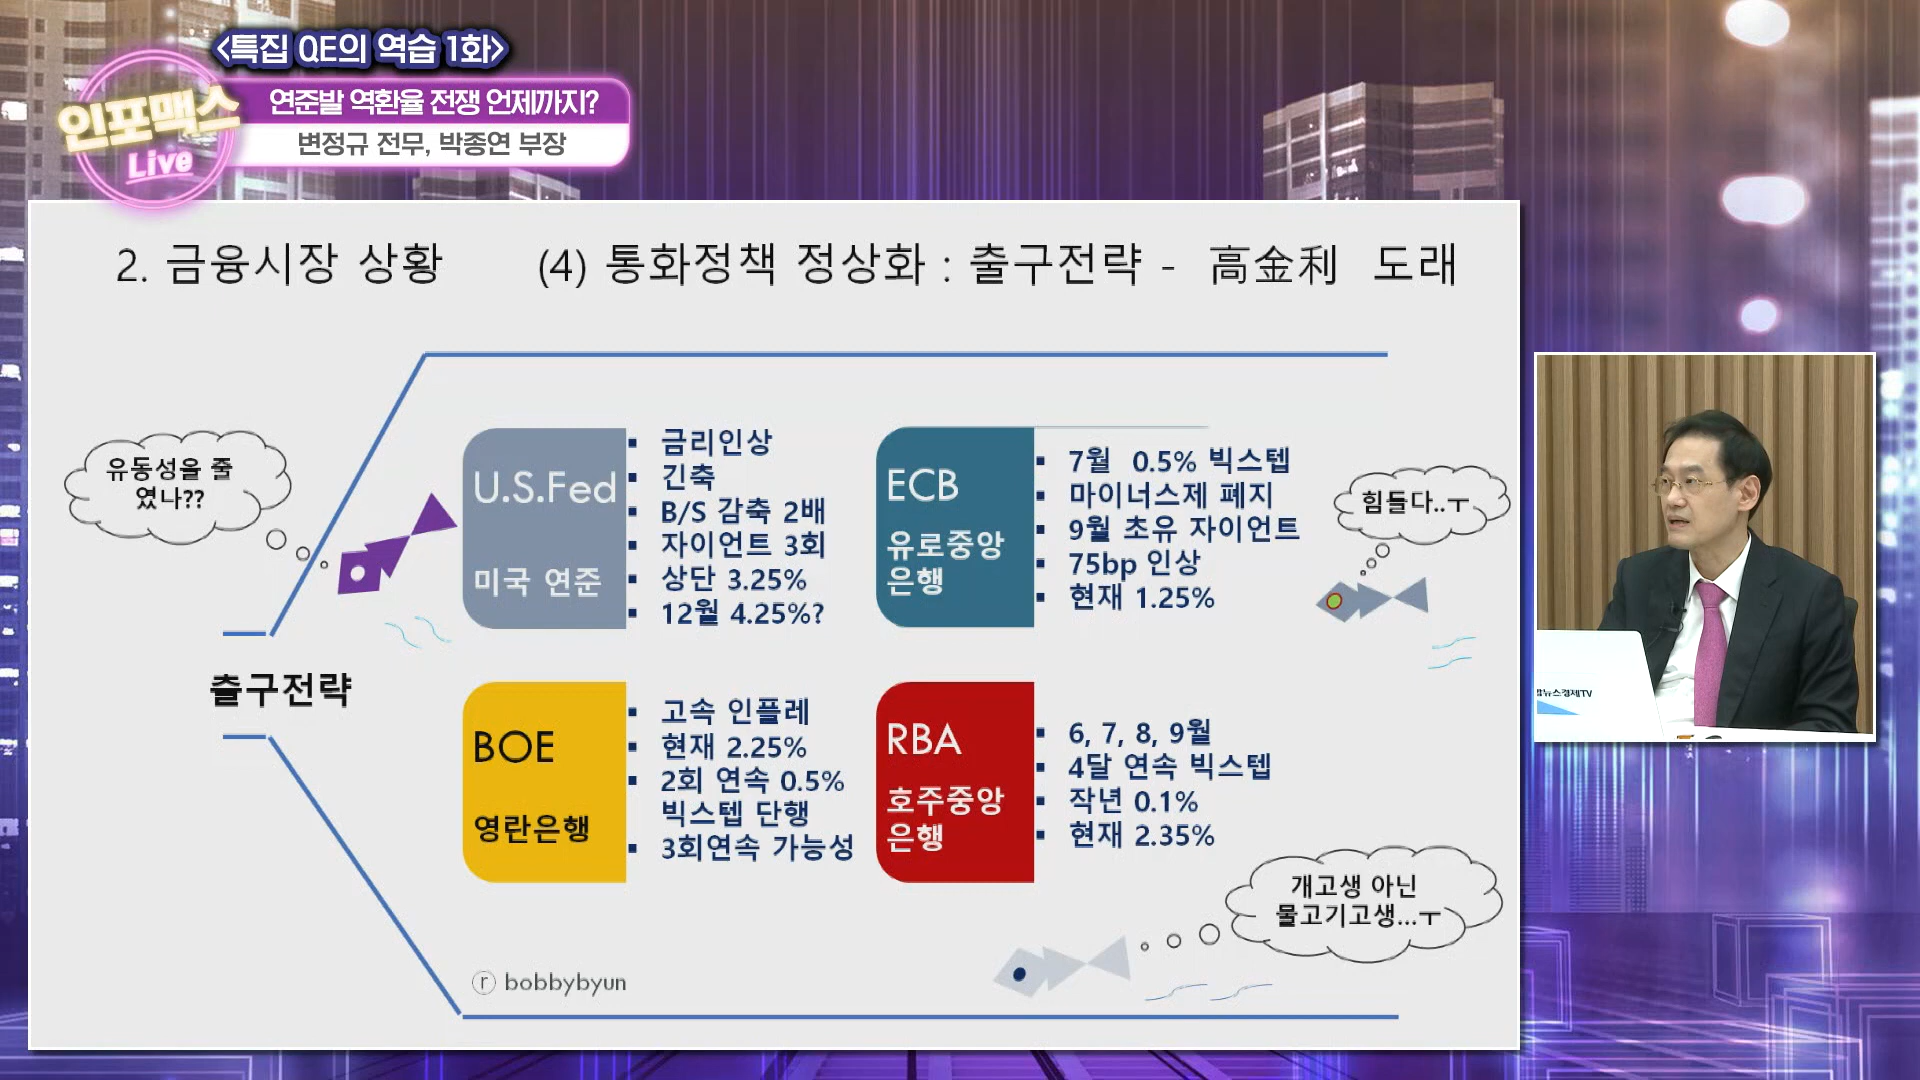 <특집 QE의 역습 1화>
인포맥스
Live
연준발 역환율 전쟁 언제까지?
변정규 전무, 박종연 부장
2. 금융시장 상황 (4) 통화정책 정상화 : 출구전략 - 高金利 도래
유동성을 줄
였나??
출구전략
U.S.Fed
미국 연준
▪ 금리인상
▪ 긴축
▪ B/S 감축 2배
▪ 자이언트 3회
▪ 상단 3.25%
▪ 12월 4.25%?
ECB
유로중앙
은행
▪ 7월 0.5% 빅스텝
▪ 마이너스제 폐지
▪ 9월 초유 자이언트
▪ 75bp 인상
▪ 현재 1.25%
힘들다..ㅜ
BOE
영란은행
▪ 고속 인플레
▪ 현재 2.25%
▪ 2회 연속 0.5%
빅스텝 단행
▪ 3회연속 가능성
RBA
호주중앙
은행
▪ 6, 7, 8, 9월
▪ 4달 연속 빅스텝
▪ 작년 0.1%
▪ 현재 2.35%
개고생 아닌
물고기고생...ㅜ
ⓡ bobbybyun
뉴스경제TV